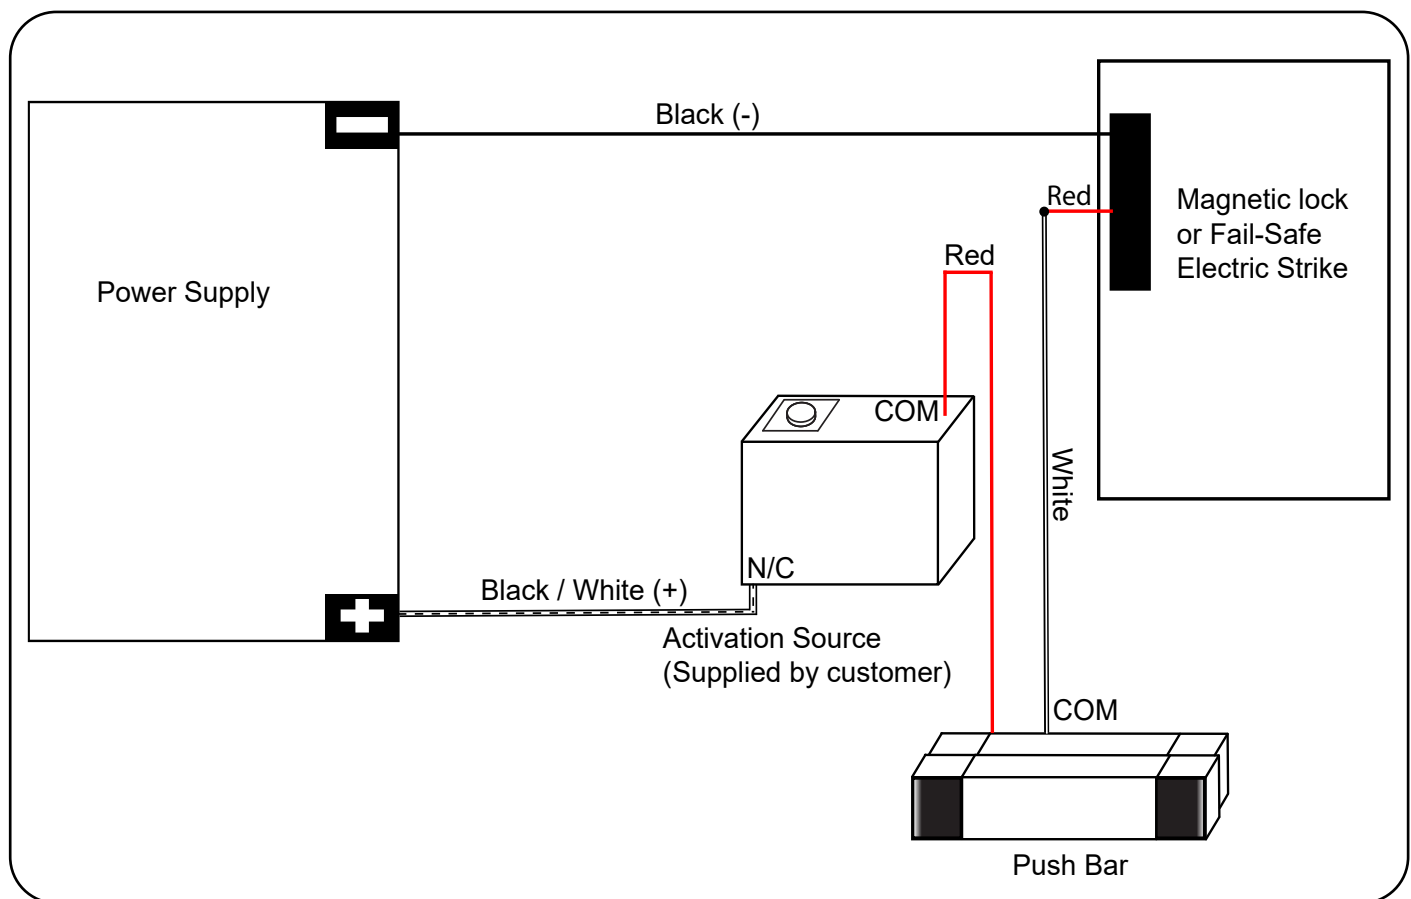 Black (-)
Red
Magnetic lock
or Fail-Safe
Electric Strike
Red
Power Supply
COM
White
N/C
Black / White (+)
Activation Source
(Supplied by customer)
COM
Push Bar